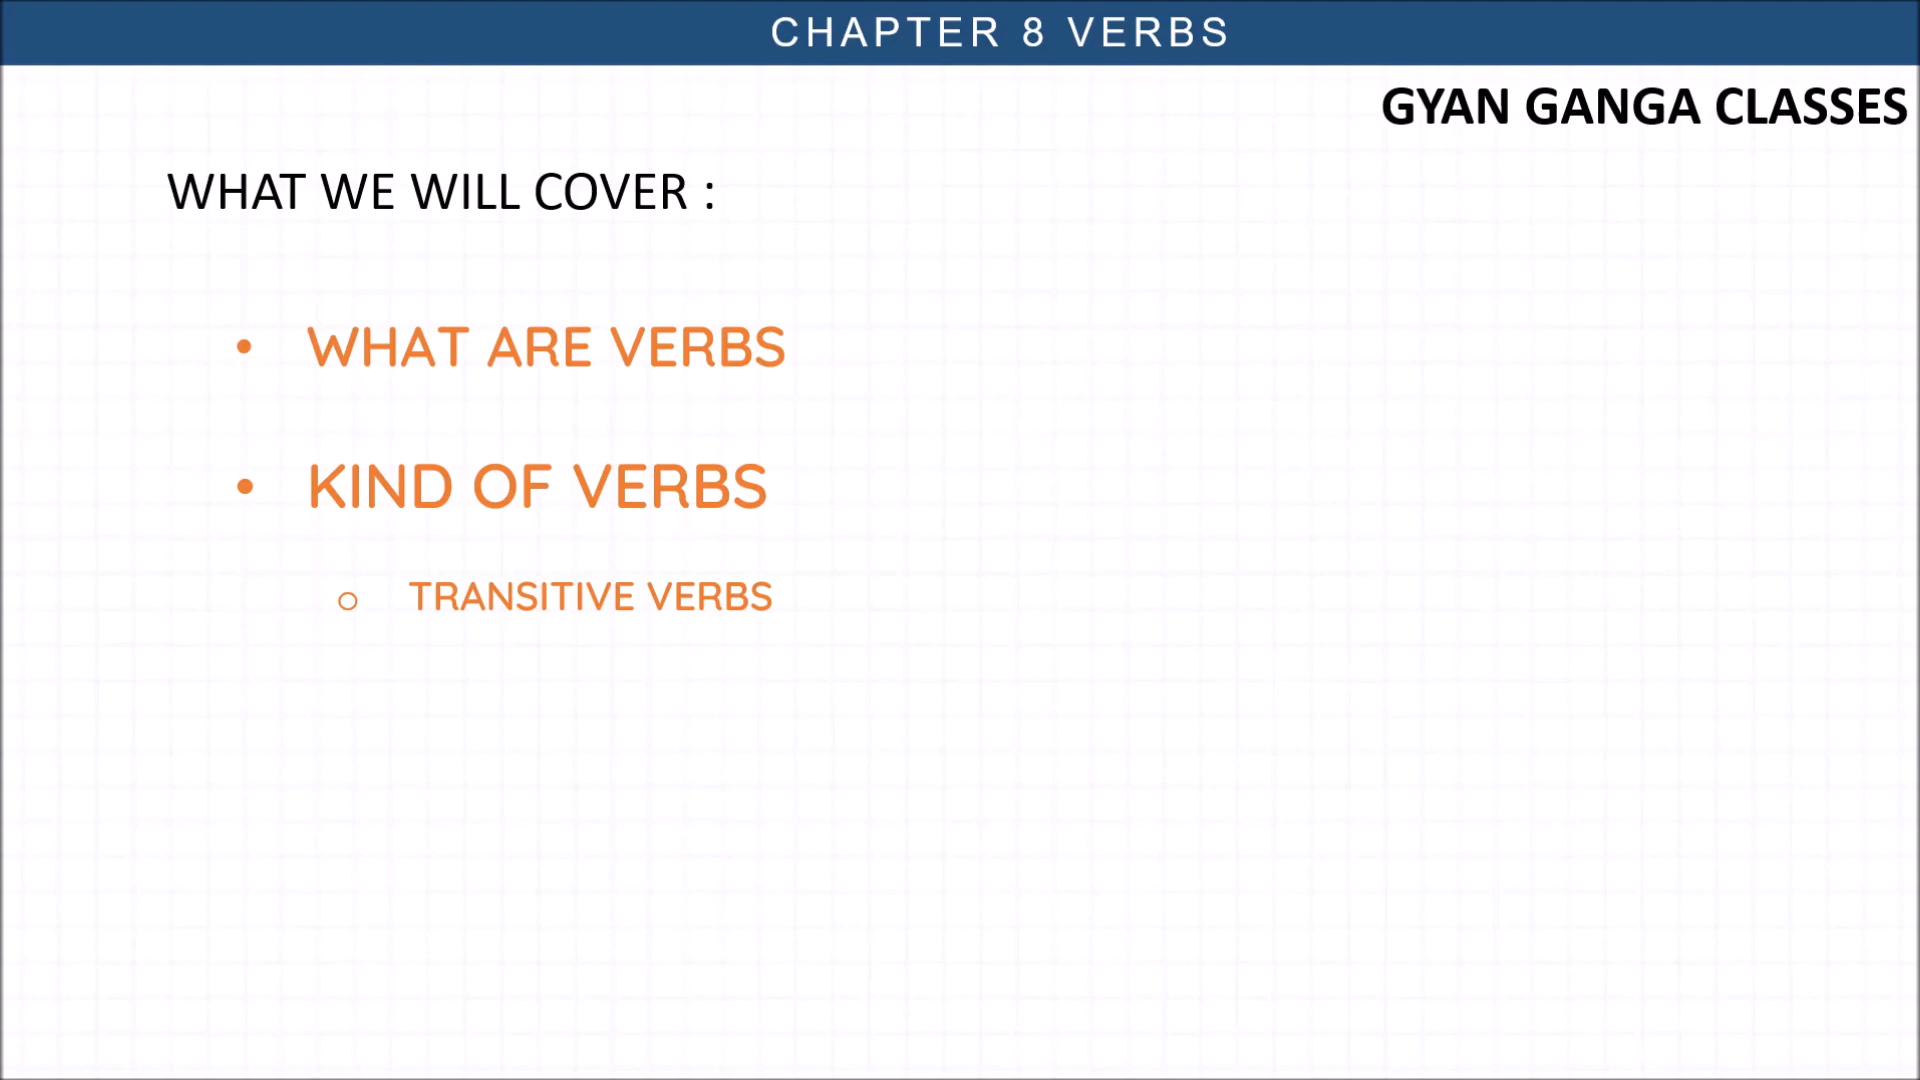 CHAPTER 8 VERBS
GYAN GANGA CLASSES
WHAT WE WILL COVER :
• WHAT ARE VERBS
• KIND OF VERBS
o TRANSITIVE VERBS